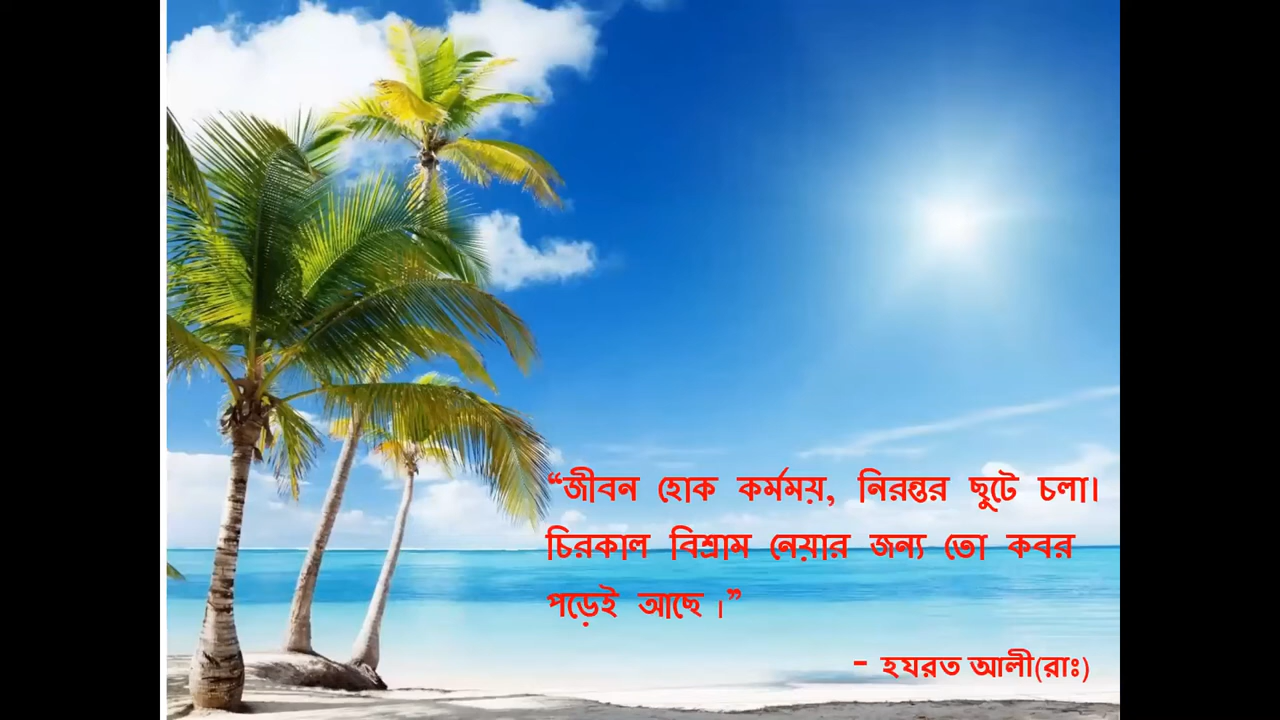 “জীবন হোক কর্মময়, নিরন্তর ছুটে চলা।
চিরকাল বিশ্রাম নেয়ার জন্য তো কবর
পড়েই আছে ।”
- হযরত আলী(রাঃ)